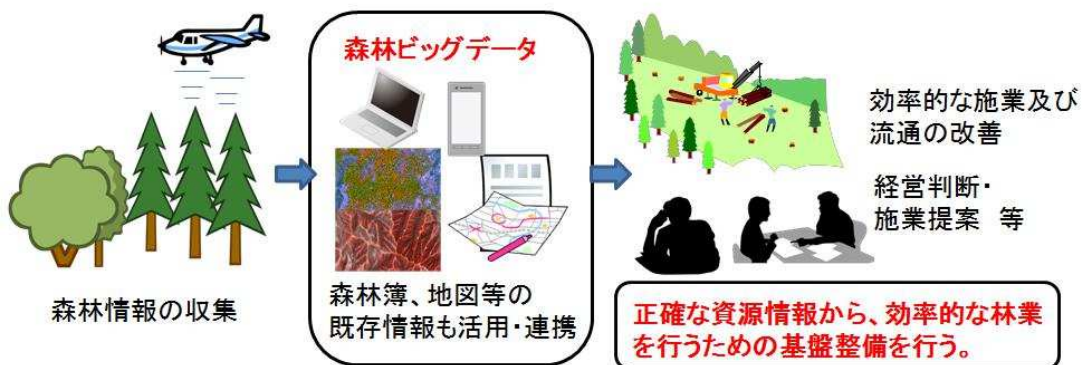 森林情報の収集
森林ビッグデータ
森林簿、地図等の
既存情報も活用・連携
効率的な施業及び
流通の改善
経営判断・
施業提案 等
正確な資源情報から、効率的な林業
を行うための基盤整備を行う。